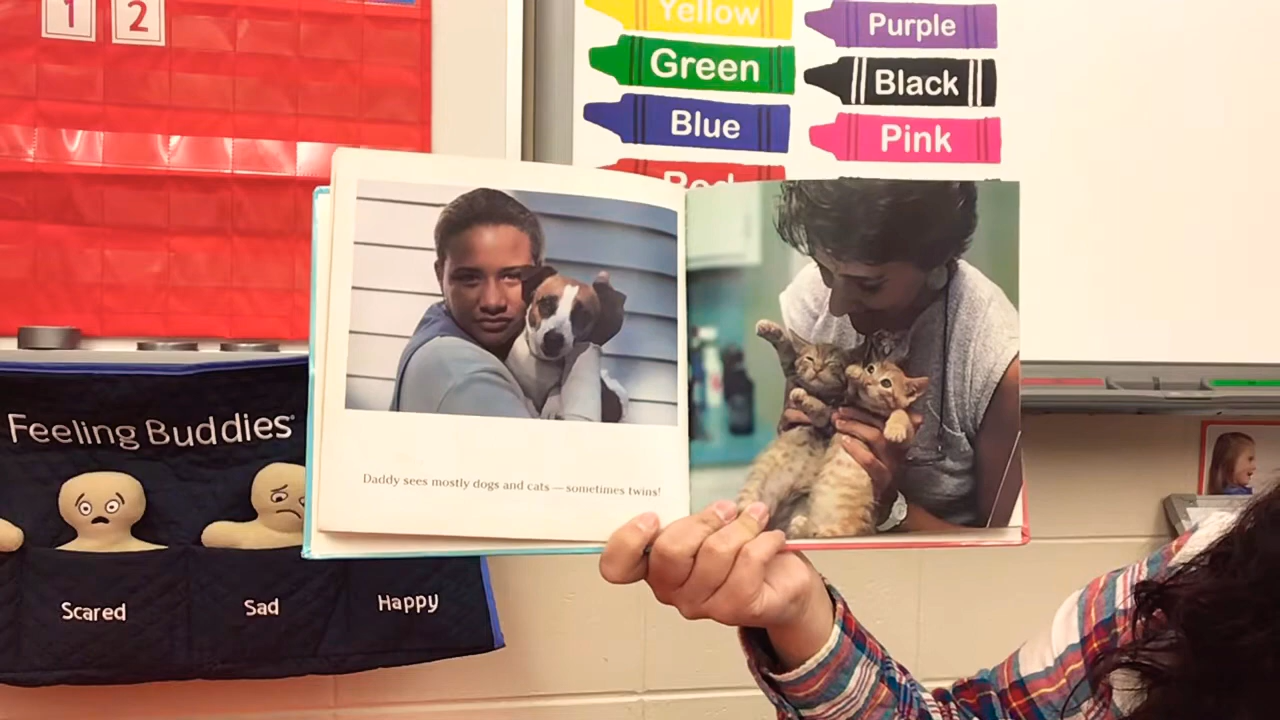 1 2
Yellow
Purple
Green
Black
Blue
Pink
Red
Feeling Buddies®
Daddy sees mostly dogs and cats — sometimes twins!
Scared
Sad
Happy